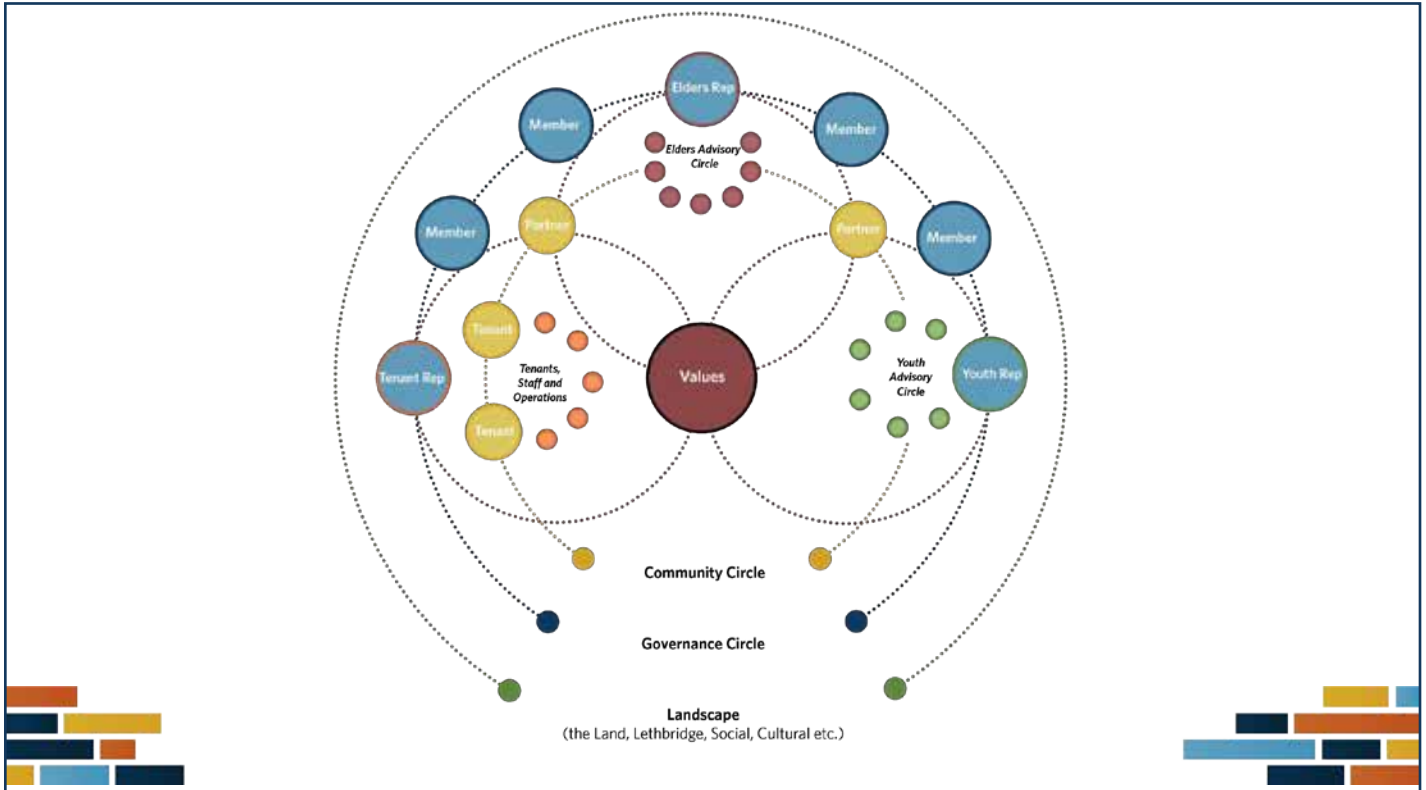 Elders Rep
Member
Member
Elders Advisory
Circle
Member
Partner
Partner
Member
Tenant
Tenants,
Staff and
Operations
Tenant Rep
Values
Youth
Advisory
Circle
Youth Rep
Tenant
Community Circle
Governance Circle
Landscape
(the Land, Lethbridge, Social, Cultural etc.)